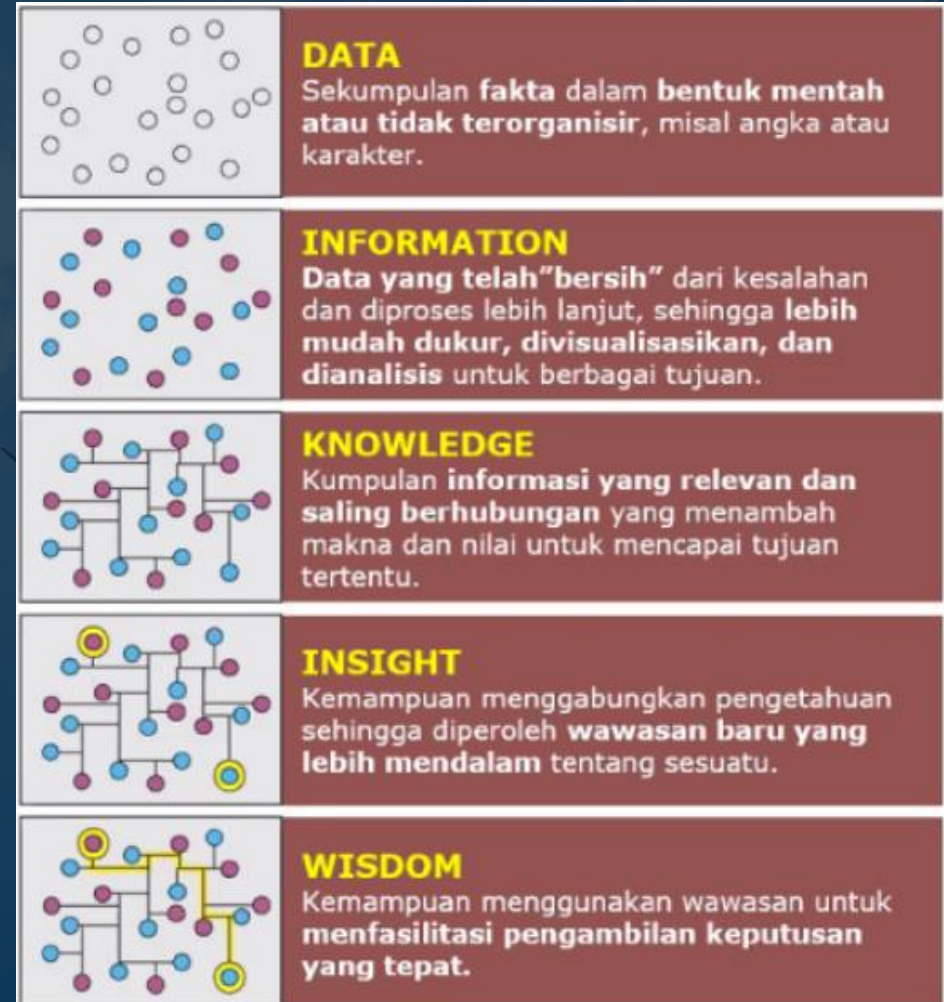 DATA
Sekumpulan fakta dalam bentuk mentah
atau tidak terorganisir, misal angka atau
karakter.
INFORMATION
Data yang telah"bersih" dari kesalahan
dan diproses lebih lanjut, sehingga lebih
mudah dukur, divisualisasikan, dan
dianalisis untuk berbagai tujuan.
KNOWLEDGE
Kumpulan informasi yang relevan dan
saling berhubungan yang menambah
makna dan nilai untuk mencapai tujuan
tertentu.
INSIGHT
Kemampuan menggabungkan pengetahuan
sehingga diperoleh wawasan baru yang
lebih mendalam tentang sesuatu.
WISDOM
Kemampuan menggunakan wawasan untuk
menfasilitasi pengambilan keputusan
yang tepat.